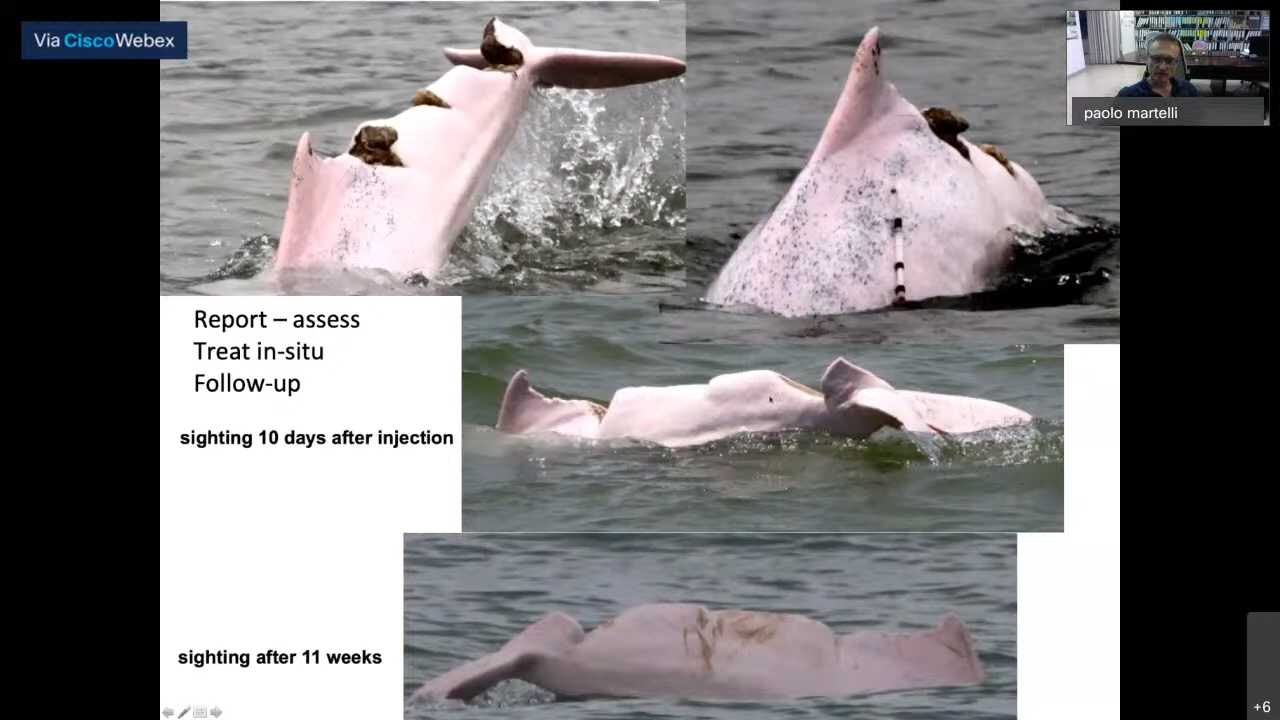 Via CiscoWebex
paolo martelli
Report – assess
Treat in-situ
Follow-up
sighting 10 days after injection
sighting after 11 weeks
+6